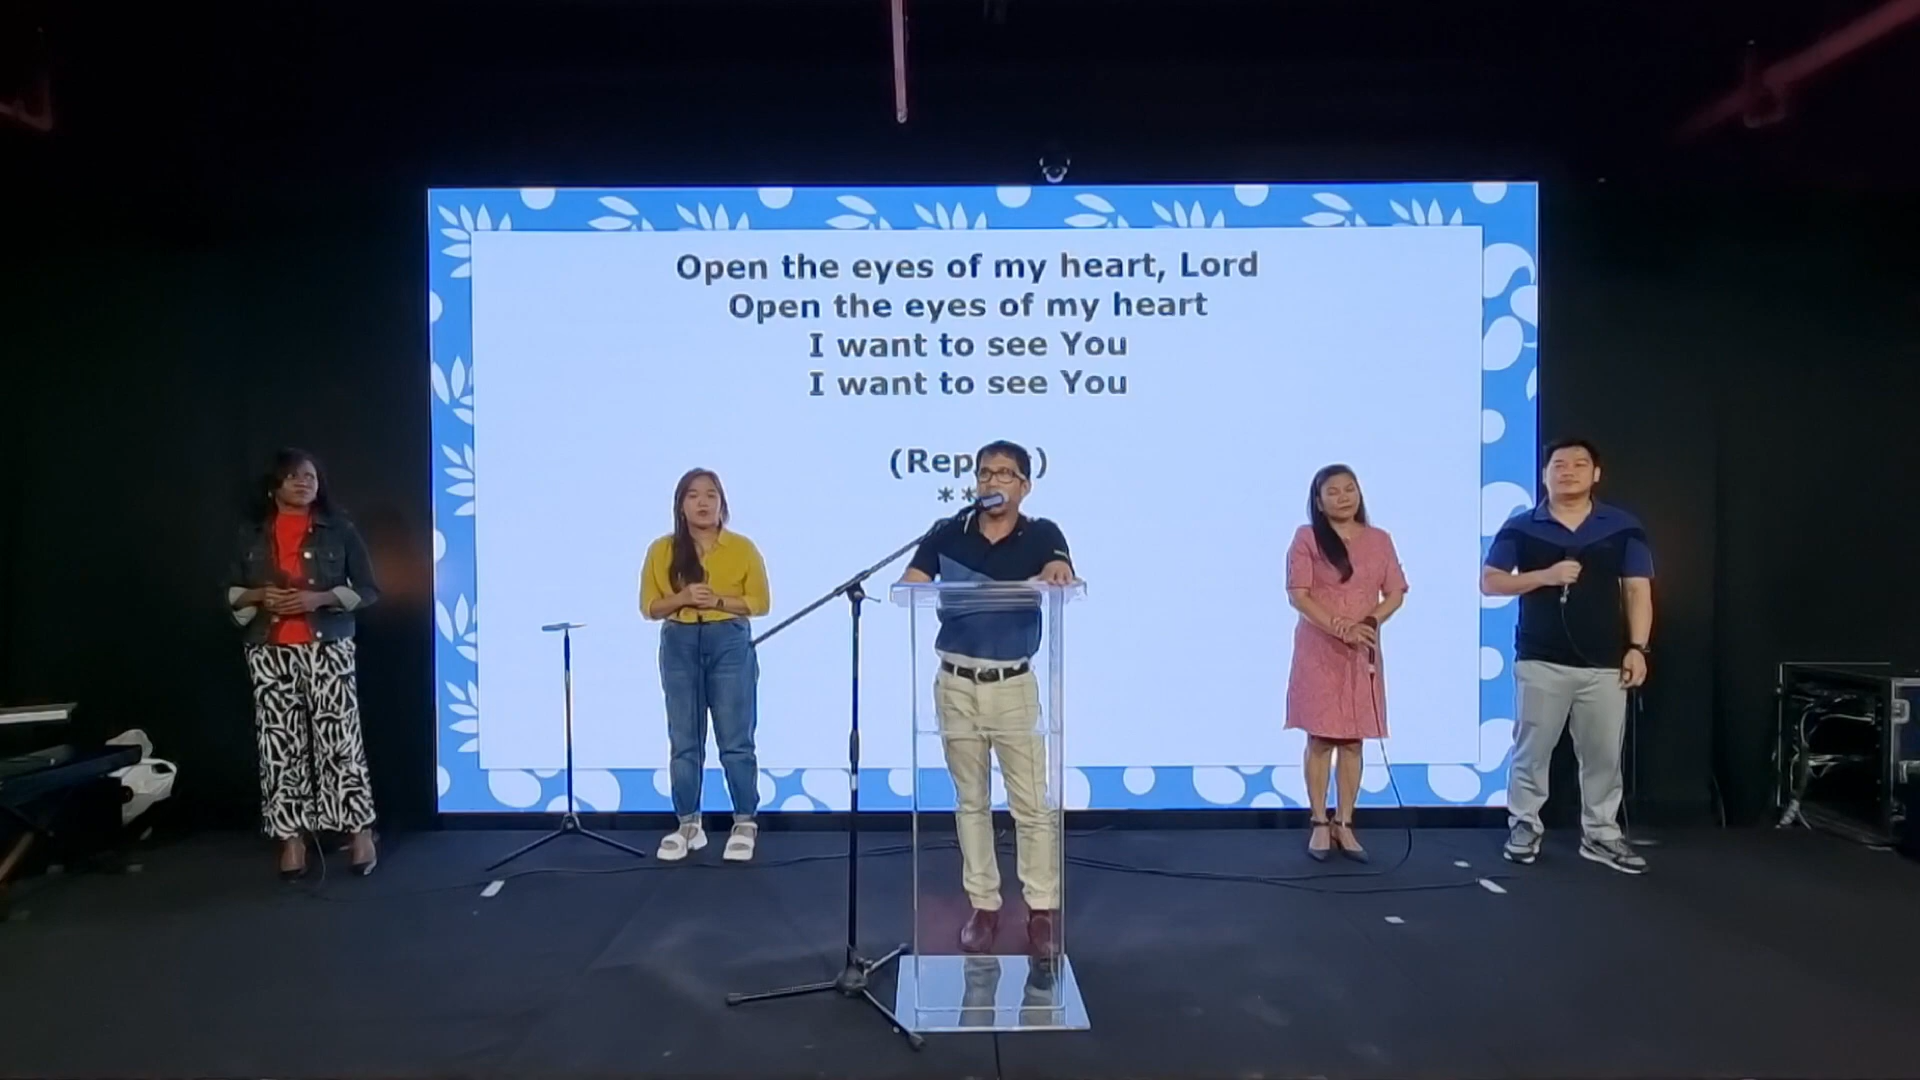 Open the eyes of my heart, Lord
Open the eyes of my heart
I want to see You
I want to see You
**